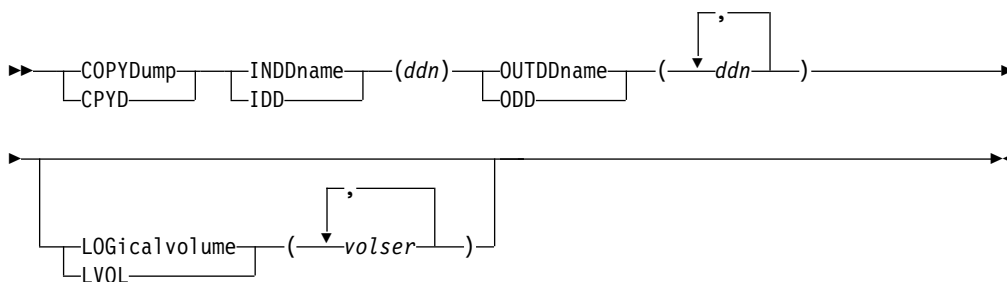 ,
COPYDump INDDname (ddn) OUTDDname ( ddn )
CPYD IDD ODD
,
LOGicalvolume ( volser )
LVOL